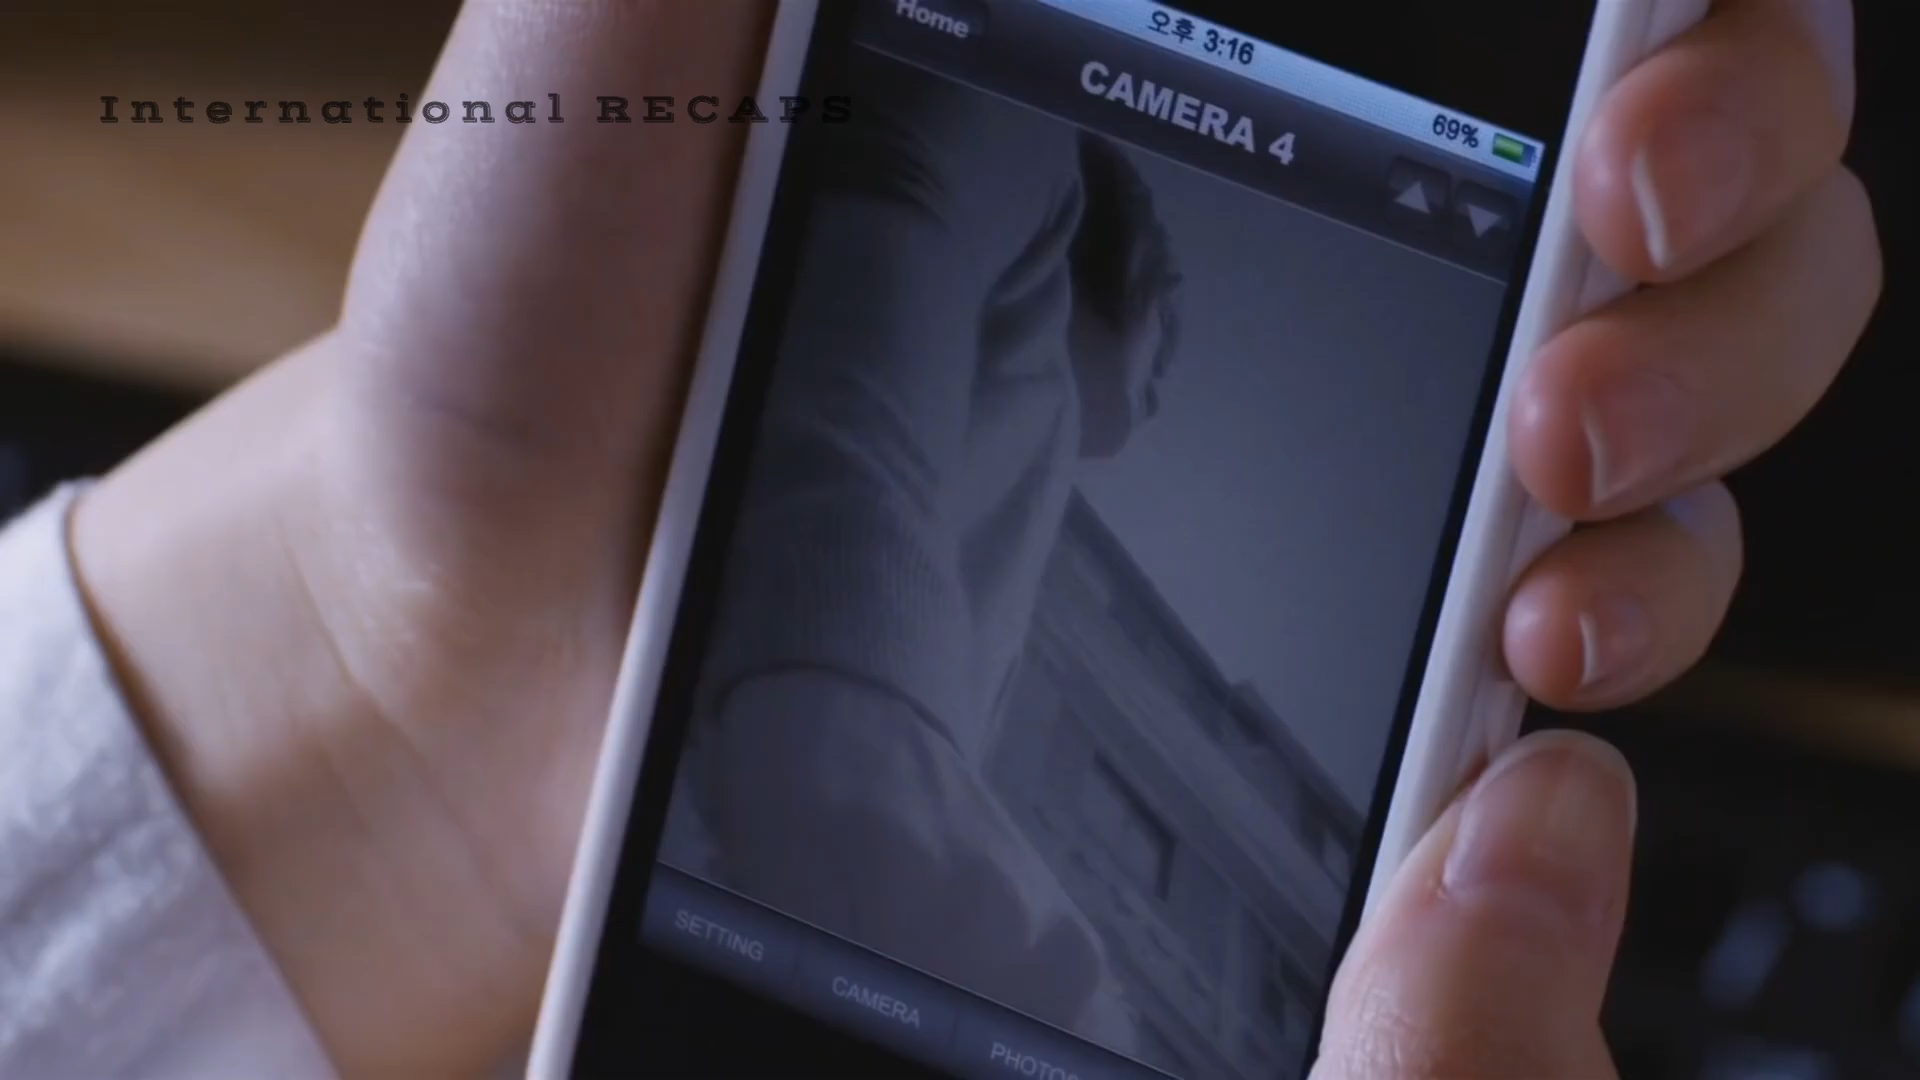 Home
오후 3:16
69%
CAMERA 4
International RECAPS
SETTING
CAMERA
PHOTOS